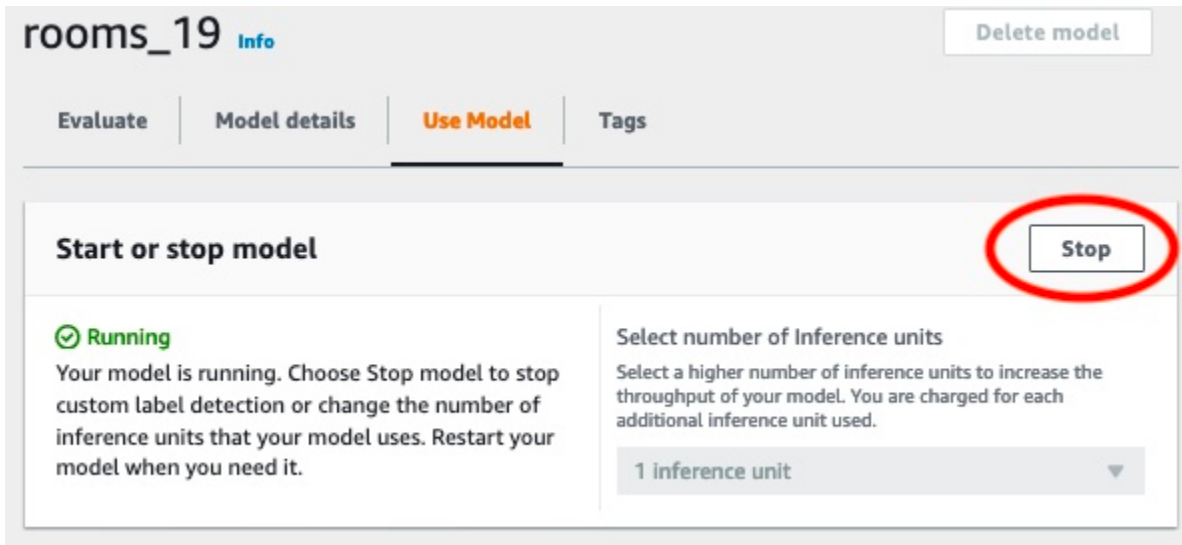 rooms_19 Info
Delete model
Evaluate
Model details
Use Model
Tags
Start or stop model
Stop
Running
Your model is running. Choose Stop model to stop
custom label detection or change the number of
inference units that your model uses. Restart your
model when you need it.
Select number of Inference units
Select a higher number of inference units to increase the
throughput of your model. You are charged for each
additional inference unit used.
1 inference unit